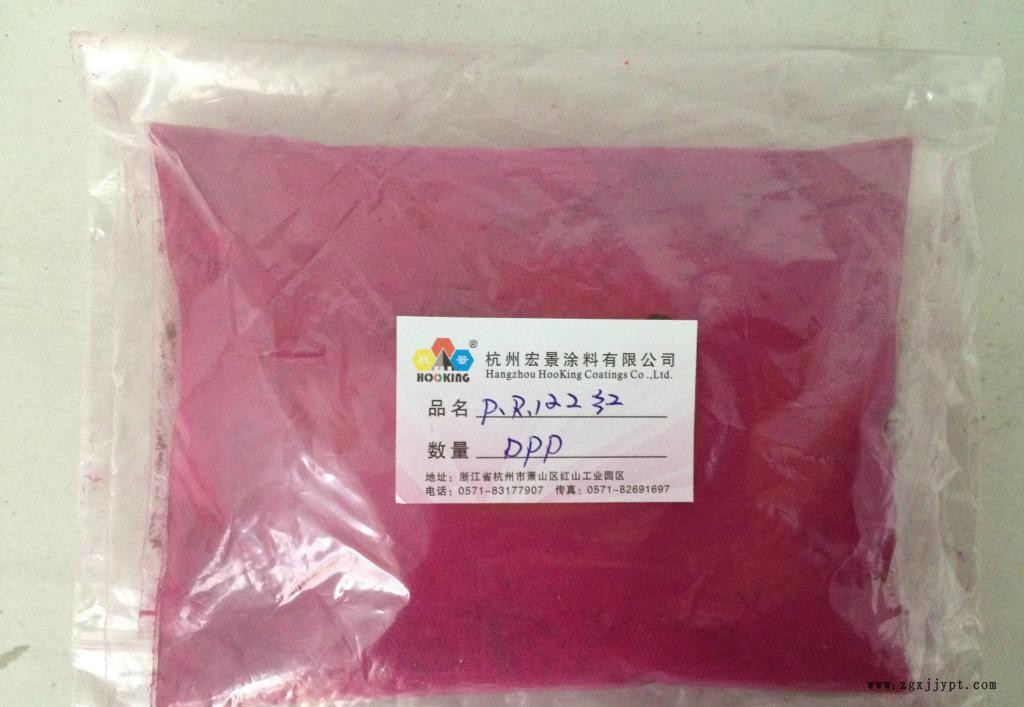 杭 景 ®
HOOKING
杭州宏景涂料有限公司
Hangzhou HooKing Coatings Co.,Ltd.
品名 P.R.122红
数量 DPP
地址：浙江省杭州市萧山区红山工业园区
电话：0571-83177907 传真：0571-82691697
www.zgxjjypt.com